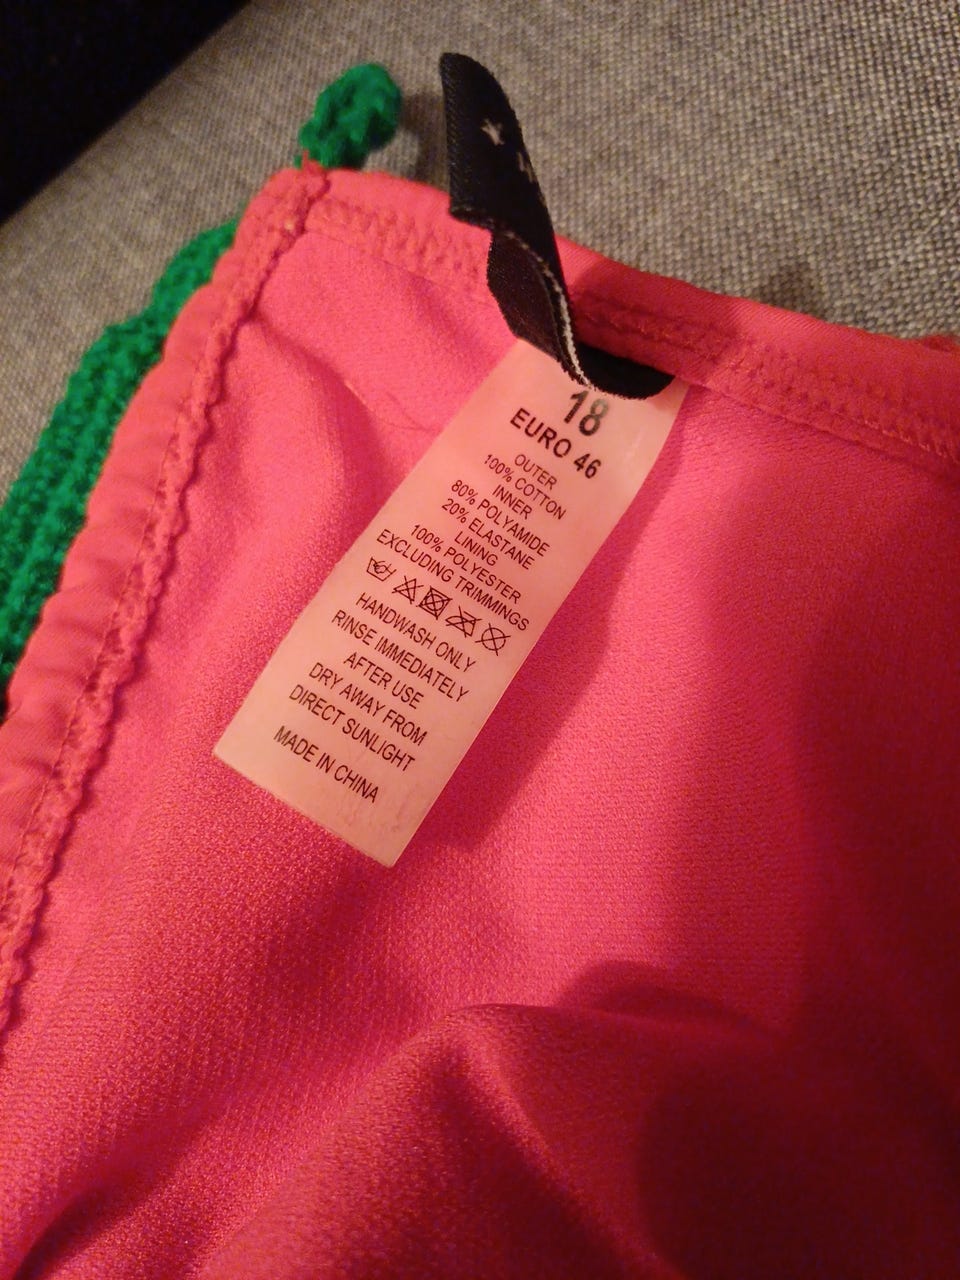 18
EURO 46
OUTER
100% COTTON
INNER
80% POLYAMIDE
20% ELASTANE
LINING
100% POLYESTER
EXCLUDING TRIMMINGS
HANDWASH ONLY
RINSE IMMEDIATELY
AFTER USE
DRY AWAY FROM
DIRECT SUNLIGHT
MADE IN CHINA